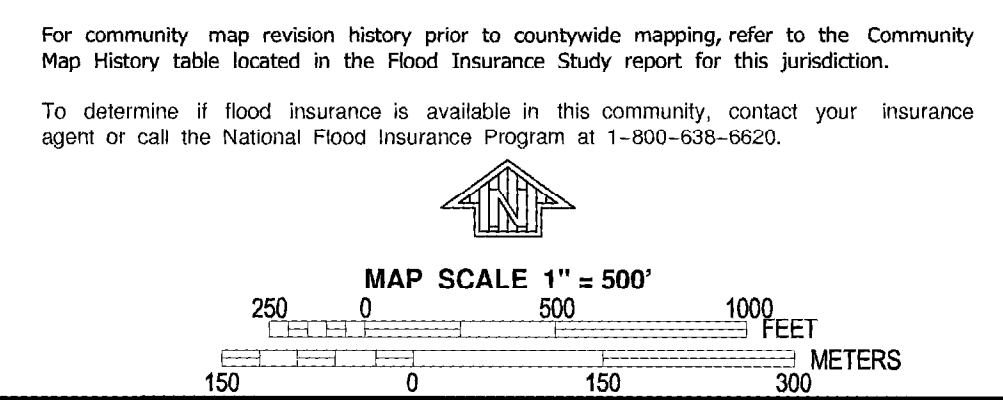 For community map revision history prior to countywide mapping, refer to the Community
Map History table located in the Flood Insurance Study report for this jurisdiction.
To determine if flood insurance is available in this community, contact your insurance
agent or call the National Flood Insurance Program at 1-800-638-6620.
N
MAP SCALE 1" = 500'
250 0 500 1000
FEET
METERS
150 0 150 300